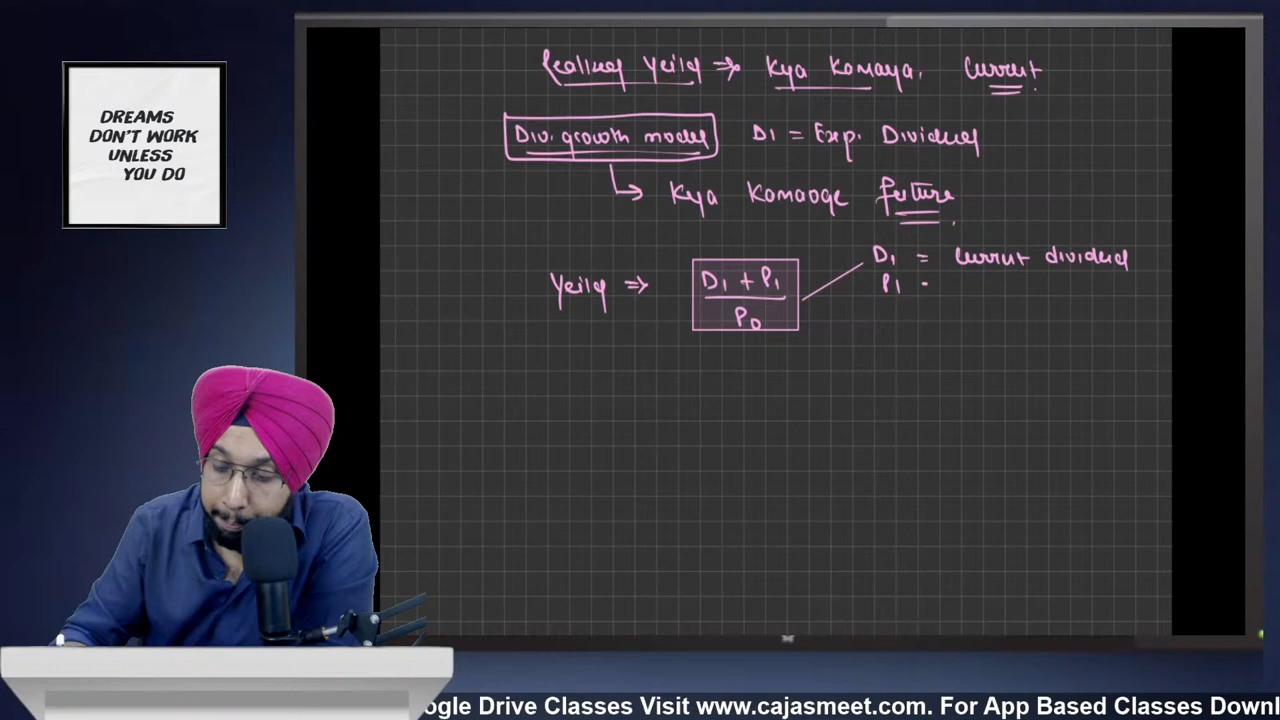 DREAMS
DON'T WORK
UNLESS
YOU DO
Realised Yeild ⇒ Kya Kamaya. Current
Div. growth model D1 = Exp. Dividend
Kya Kamaoge future
Yeild ⇒ D1 + P1 / P0
D1 = Current dividend
P1 =
ogle Drive Classes Visit www.cajasmeet.com. For App Based Classes Downl